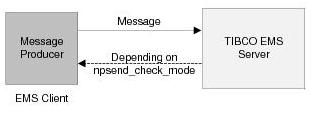 Message
Producer
Message
Depending on
npsend_check_mode
TIBCO EMS
Server
EMS Client